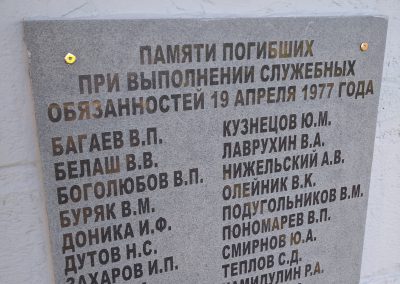 ПАМЯТИ ПОГИБШИХ
ПРИ ВЫПОЛНЕНИИ СЛУЖЕБНЫХ
ОБЯЗАННОСТЕЙ 19 АПРЕЛЯ 1977 ГОДА
БАГАЕВ В.П.
БЕЛАШ В.В.
БОГОЛЮБОВ В.П.
БУРЯК В.М.
ДОНИКА И.Ф.
ДУТОВ Н.С.
ЗАХАРОВ И.П.
КУЗНЕЦОВ Ю.М.
ЛАВРУХИН В.А.
НИЖЕЛЬСКИЙ А.В.
ОЛЕЙНИК В.К.
ПОДУГОЛЬНИКОВ В.М.
ПОНОМАРЕВ В.П.
СМИРНОВ Ю.А.
ТЕПЛОВ С.Д.
ХАМИДУЛИН Р.А.